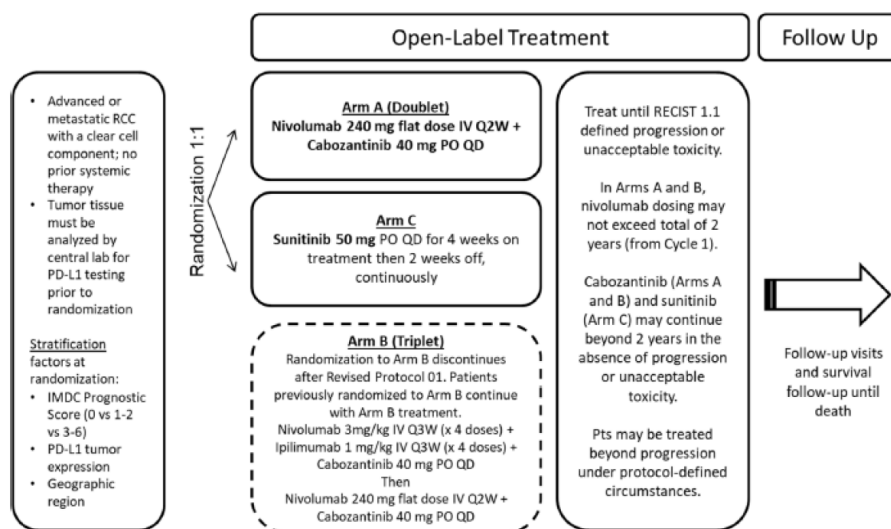 Open-Label Treatment
Follow Up
• Advanced or
metastatic RCC
with a clear cell
component; no
prior systemic
therapy
• Tumor tissue
must be
analyzed by
central lab for
PD-L1 testing
prior to
randomization
Stratification
factors at
randomization:
• IMDC Prognostic
Score (0 vs 1-2
vs 3-6)
• PD-L1 tumor
expression
• Geographic
region
Randomization 1:1
Arm A (Doublet)
Nivolumab 240 mg flat dose IV Q2W +
Cabozantinib 40 mg PO QD
Arm C
Sunitinib 50 mg PO QD for 4 weeks on
treatment then 2 weeks off,
continuously
Arm B (Triplet)
Randomization to Arm B discontinues
after Revised Protocol 01. Patients
previously randomized to Arm B continue
with Arm B treatment.
Nivolumab 3mg/kg IV Q3W (x 4 doses) +
Ipilimumab 1 mg/kg IV Q3W (x 4 doses) +
Cabozantinib 40 mg PO QD
Then
Nivolumab 240 mg flat dose IV Q2W +
Cabozantinib 40 mg PO QD
Treat until RECIST 1.1
defined progression or
unacceptable toxicity.
In Arms A and B,
nivolumab dosing may
not exceed total of 2
years (from Cycle 1).
Cabozantinib (Arms A
and B) and sunitinib
(Arm C) may continue
beyond 2 years in the
absence of progression
or unacceptable
toxicity.
Pts may be treated
beyond progression
under protocol-defined
circumstances.
Follow-up visits
and survival
follow-up until
death